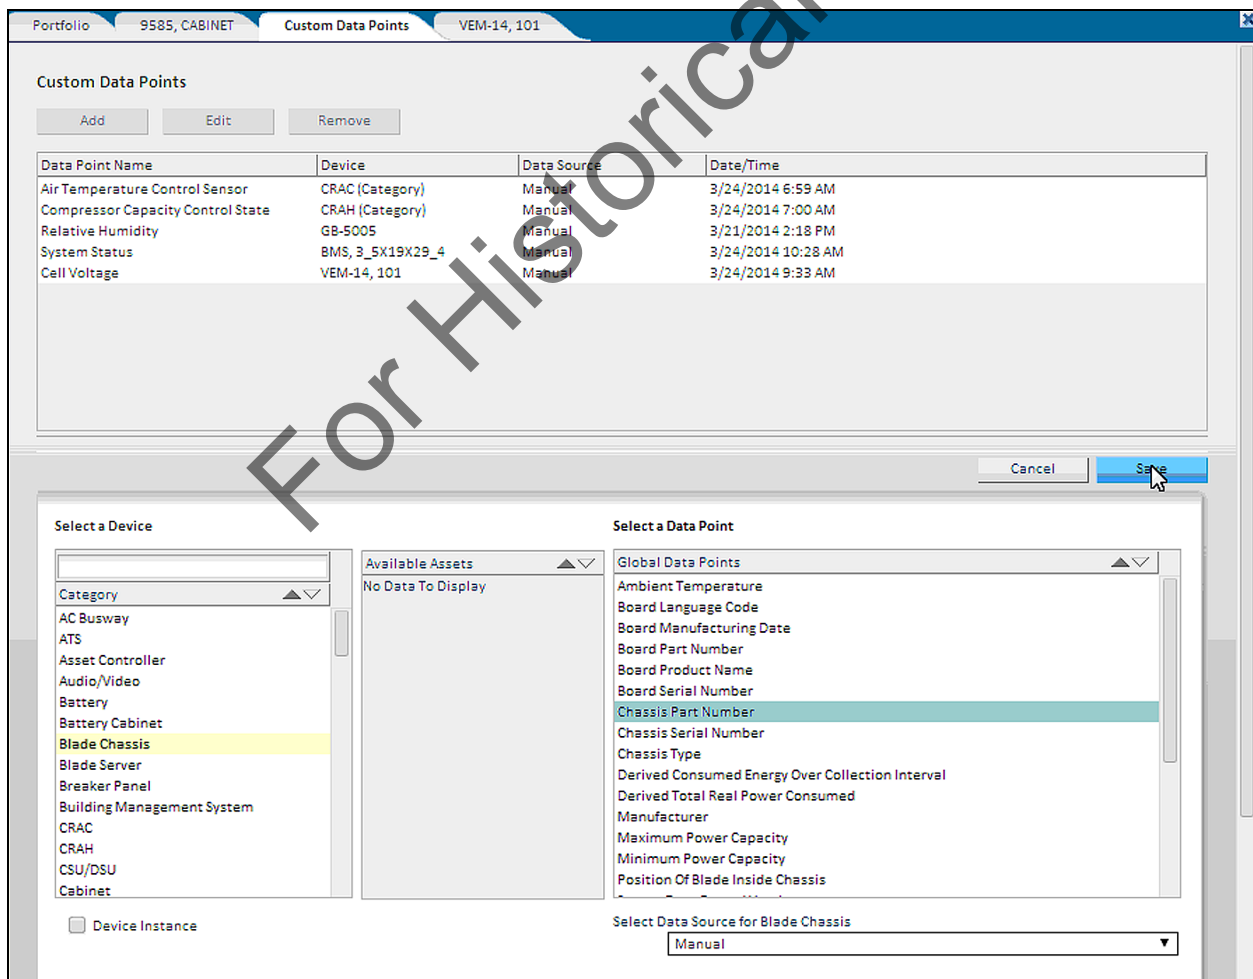 Portfolio 9585, CABINET Custom Data Points VEM-14, 101
Custom Data Points
Add Edit Remove
Data Point Name Device Data Source Date/Time
Air Temperature Control Sensor CRAC (Category) Manual 3/24/2014 6:59 AM
Compressor Capacity Control State CRAH (Category) Manual 3/24/2014 7:00 AM
Relative Humidity GB-5005 Manual 3/21/2014 2:18 PM
System Status BMS, 3_5X19X29_4 Manual 3/24/2014 10:28 AM
Cell Voltage VEM-14, 101 Manual 3/24/2014 9:33 AM
For Historical
Cancel Save
Select a Device
Category
AC Busway
ATS
Asset Controller
Audio/Video
Battery
Battery Cabinet
Blade Chassis
Blade Server
Breaker Panel
Building Management System
CRAC
CRAH
CSU/DSU
Cabinet
Device Instance
Available Assets
No Data To Display
Select a Data Point
Global Data Points
Ambient Temperature
Board Language Code
Board Manufacturing Date
Board Part Number
Board Product Name
Board Serial Number
Chassis Part Number
Chassis Serial Number
Chassis Type
Derived Consumed Energy Over Collection Interval
Derived Total Real Power Consumed
Manufacturer
Maximum Power Capacity
Minimum Power Capacity
Position Of Blade Inside Chassis
Select Data Source for Blade Chassis
Manual